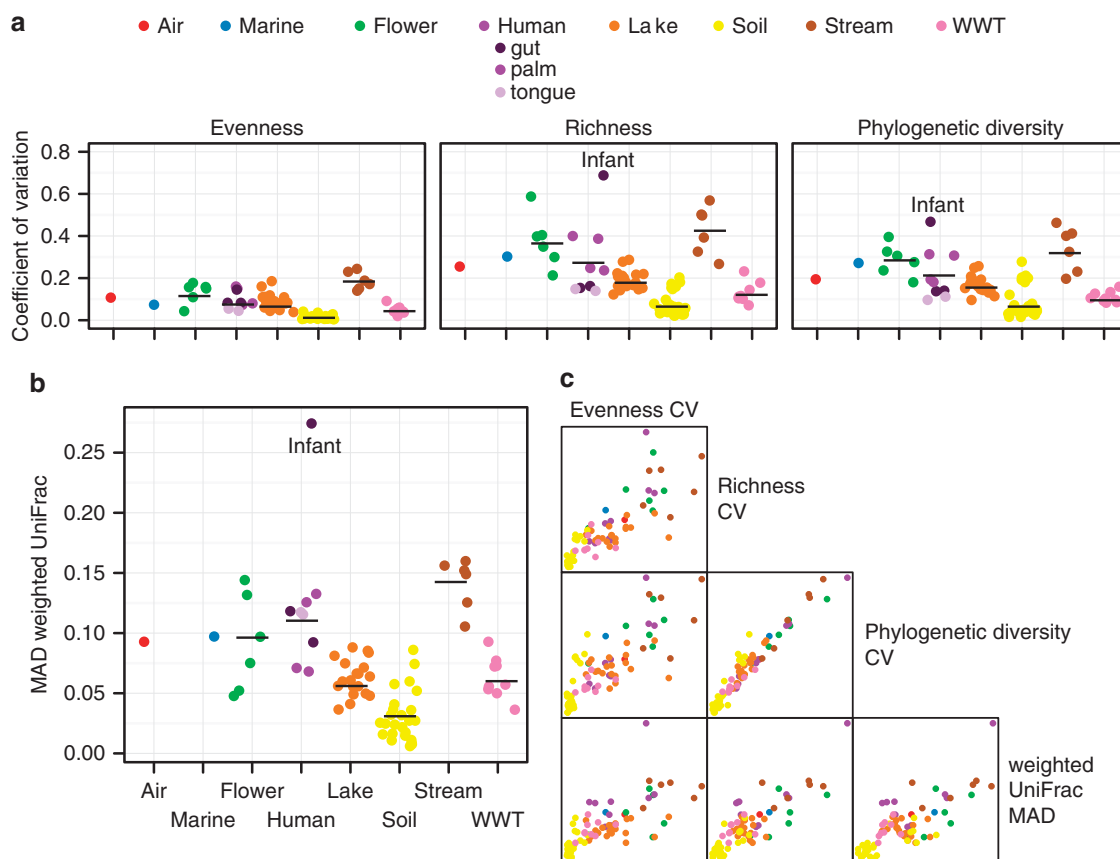 a
Air Marine Flower Human Lake Soil Stream WWT
gut
palm
tongue
Evenness Richness Phylogenetic diversity
Coefficient of variation
0.8
0.6
0.4
0.2
0.0
Infant
Infant
b
MAD weighted UniFrac
0.25
0.20
0.15
0.10
0.05
0.00
Infant
Air Flower Lake Stream
Marine Human Soil WWT
c
Evenness CV
Richness
CV
Phylogenetic diversity
CV
weighted
UniFrac
MAD